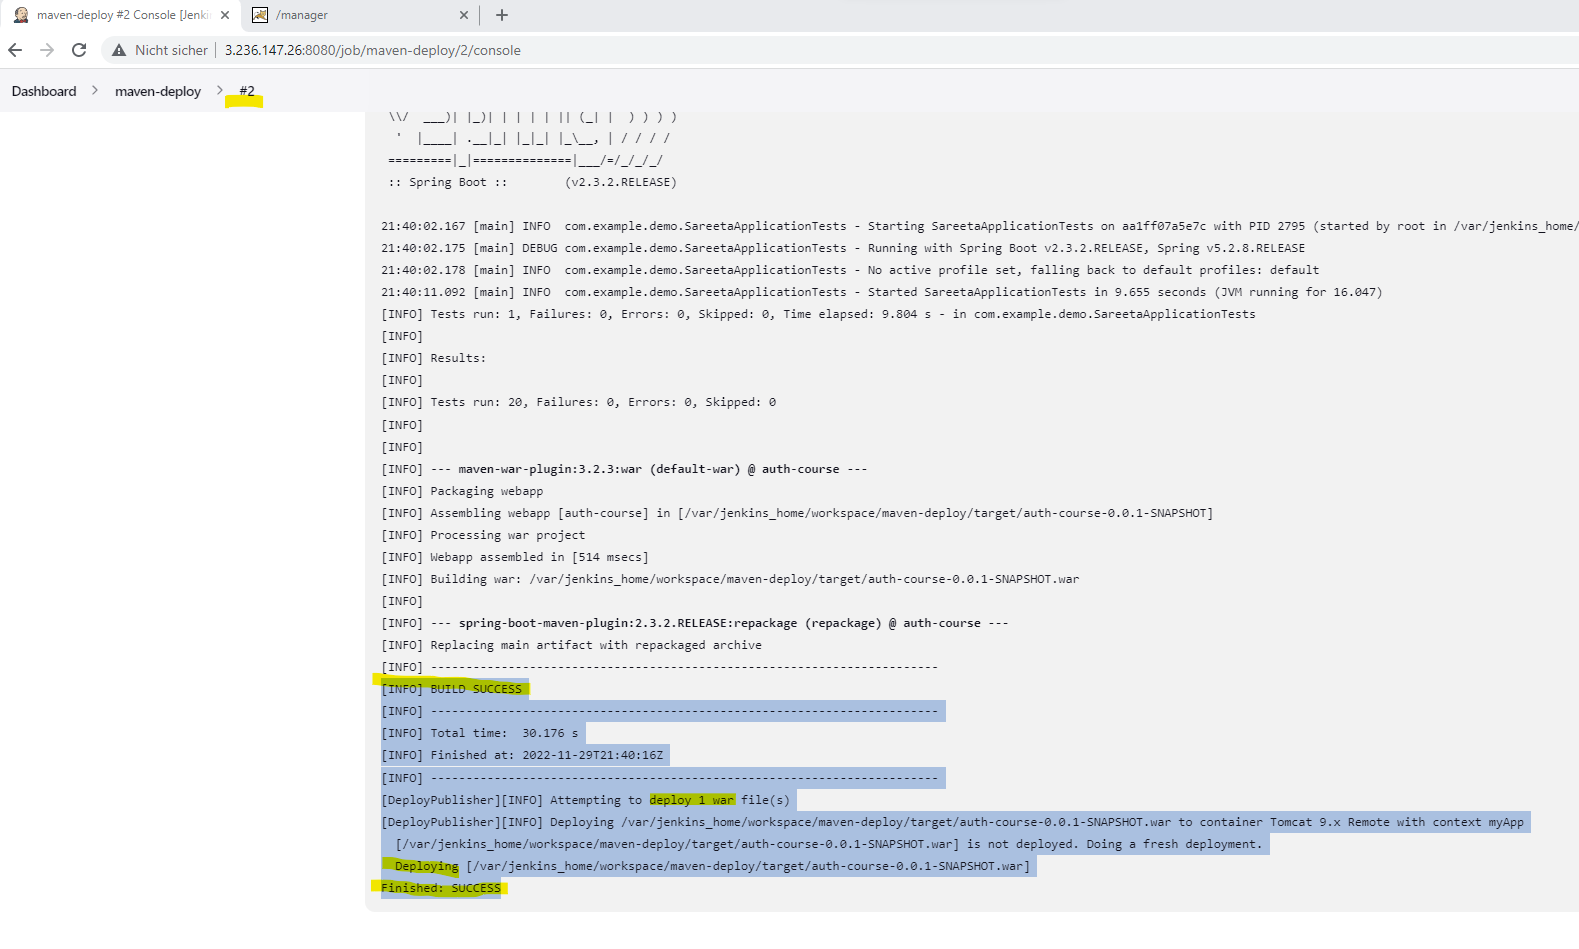 maven-deploy #2 Console [Jenki
/manager
Nicht sicher | 3.236.147.26:8080/job/maven-deploy/2/console
Dashboard > maven-deploy > #2
 \\/  ___)| |_)| | | | | || (_| |  ) ) ) )
  '  |____| .__|_| |_|_| |_\__, | / / / /
 =========|_|==============|___/=/_/_/_/
 :: Spring Boot ::        (v2.3.2.RELEASE)
21:40:02.167 [main] INFO  com.example.demo.SareetaApplicationTests - Starting SareetaApplicationTests on aa1ff07a5e7c with PID 2795 (started by root in /var/jenkins_home/
21:40:02.175 [main] DEBUG com.example.demo.SareetaApplicationTests - Running with Spring Boot v2.3.2.RELEASE, Spring v5.2.8.RELEASE
21:40:02.178 [main] INFO  com.example.demo.SareetaApplicationTests - No active profile set, falling back to default profiles: default
21:40:11.092 [main] INFO  com.example.demo.SareetaApplicationTests - Started SareetaApplicationTests in 9.655 seconds (JVM running for 16.047)
[INFO] Tests run: 1, Failures: 0, Errors: 0, Skipped: 0, Time elapsed: 9.804 s - in com.example.demo.SareetaApplicationTests
[INFO]
[INFO] Results:
[INFO]
[INFO] Tests run: 20, Failures: 0, Errors: 0, Skipped: 0
[INFO]
[INFO]
[INFO] --- maven-war-plugin:3.2.3:war (default-war) @ auth-course ---
[INFO] Packaging webapp
[INFO] Assembling webapp [auth-course] in [/var/jenkins_home/workspace/maven-deploy/target/auth-course-0.0.1-SNAPSHOT]
[INFO] Processing war project
[INFO] Webapp assembled in [514 msecs]
[INFO] Building war: /var/jenkins_home/workspace/maven-deploy/target/auth-course-0.0.1-SNAPSHOT.war
[INFO]
[INFO] --- spring-boot-maven-plugin:2.3.2.RELEASE:repackage (repackage) @ auth-course ---
[INFO] Replacing main artifact with repackaged archive
[INFO] ------------------------------------------------------------------------
[INFO] BUILD SUCCESS
[INFO] ------------------------------------------------------------------------
[INFO] Total time:  30.176 s
[INFO] Finished at: 2022-11-29T21:40:16Z
[INFO] ------------------------------------------------------------------------
[DeployPublisher][INFO] Attempting to deploy 1 war file(s)
[DeployPublisher][INFO] Deploying /var/jenkins_home/workspace/maven-deploy/target/auth-course-0.0.1-SNAPSHOT.war to container Tomcat 9.x Remote with context myApp
  [/var/jenkins_home/workspace/maven-deploy/target/auth-course-0.0.1-SNAPSHOT.war] is not deployed. Doing a fresh deployment.
  Deploying [/var/jenkins_home/workspace/maven-deploy/target/auth-course-0.0.1-SNAPSHOT.war]
Finished: SUCCESS